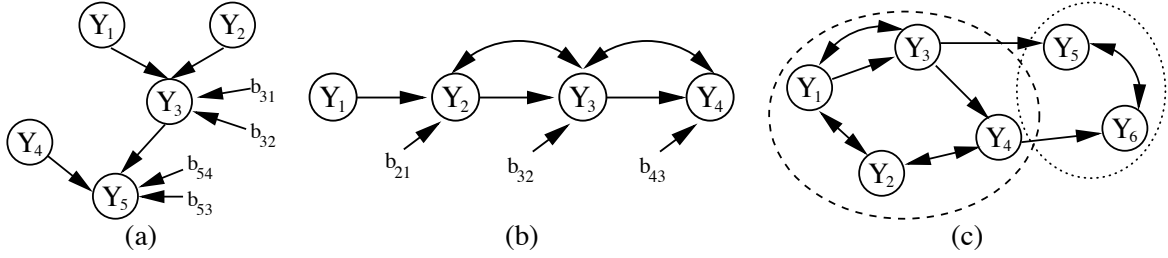 Y₁ Y₂
Y₃
b₃₁
b₃₂
Y₄
Y₅
b₅₄
b₅₃
(a)
Y₁ Y₂ Y₃ Y₄
b₂₁ b₃₂ b₄₃
(b)
Y₃ Y₅
Y₁
Y₄ Y₆
Y₂
(c)